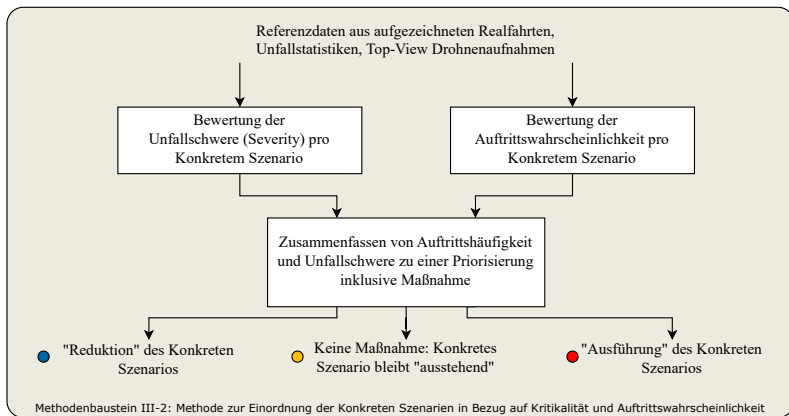 Referenzdaten aus aufgezeichneten Realfahrten,
Unfallstatistiken, Top-View Drohnenaufnahmen
Bewertung der
Unfallschwere (Severity) pro
Konkretem Szenario
Bewertung der
Auftrittswahrscheinlichkeit pro
Konkretem Szenario
Zusammenfassen von Auftrittshäufigkeit
und Unfallschwere zu einer Priorisierung
inklusive Maßnahme
"Reduktion" des Konkreten
Szenarios
Keine Maßnahme: Konkretes
Szenario bleibt "ausstehend"
"Ausführung" des Konkreten
Szenarios
Methodenbaustein III-2: Methode zur Einordnung der Konkreten Szenarien in Bezug auf Kritikalität und Auftrittswahrscheinlichkeit